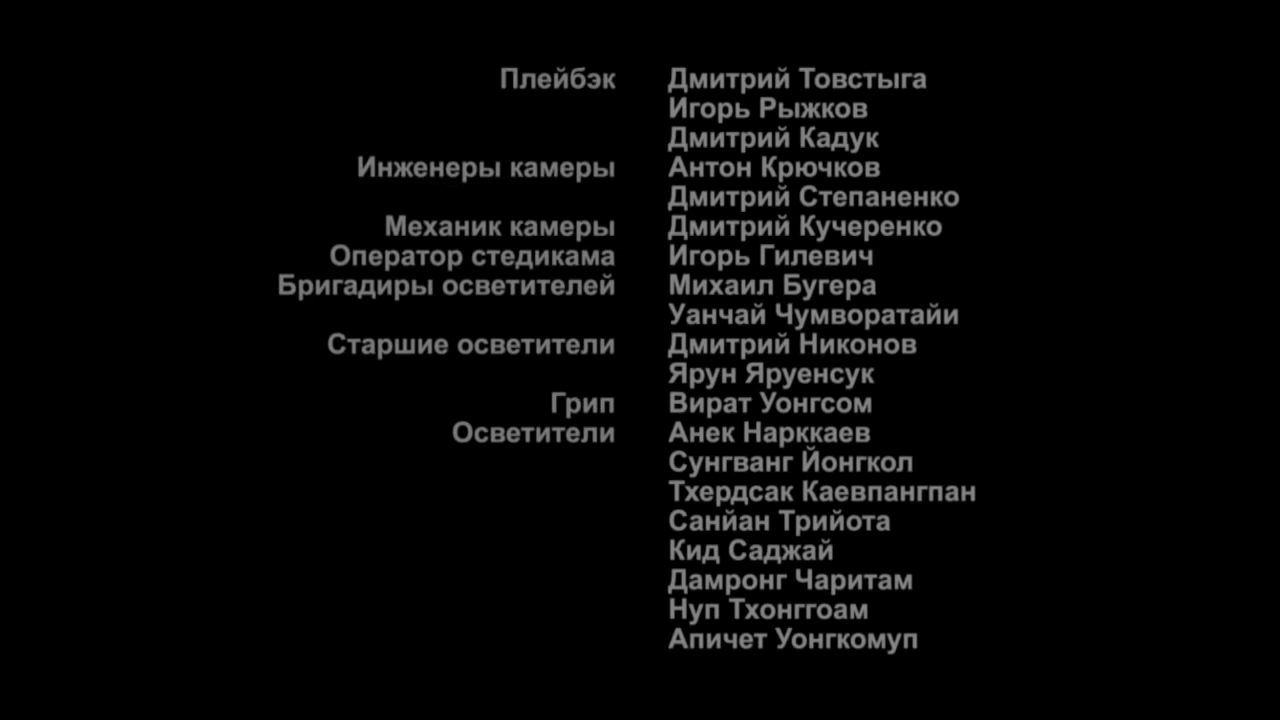 Плейбэк Дмитрий Товстыга
Игорь Рыжков
Дмитрий Кадук
Инженеры камеры Антон Крючков
Дмитрий Степаненко
Механик камеры Дмитрий Кучеренко
Оператор стедикама Игорь Гилевич
Бригадиры осветителей Михаил Бугера
Уанчай Чумворатайи
Старшие осветители Дмитрий Никонов
Ярун Яруенсук
Грип Вират Уонгсом
Осветители Анек Нарккаев
Сунгванг Йонгкол
Тхердсак Каевпангпан
Санйан Трийота
Кид Саджай
Дамронг Чаритам
Нуп Тхонггоам
Апичет Уонгкомуп